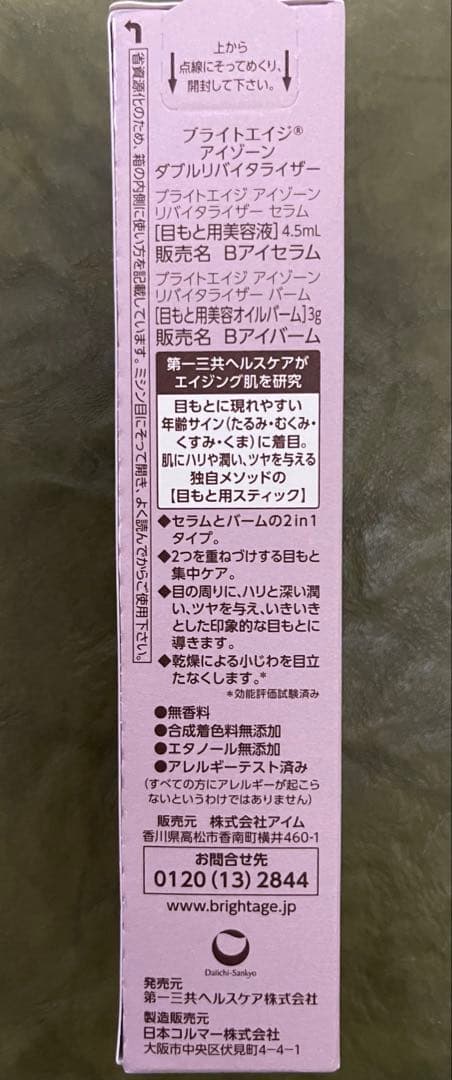 上から
点線にそってめくり、
開封して下さい。
省資源化のため、箱の内側に使い方を記載しています。ミシン目にそって開き、よく読んでからご使用下さい。
ブライトエイジ®
アイゾーン
ダブルリバイタライザー
ブライトエイジ アイゾーン
リバイタライザー セラム
[目もと用美容液]4.5mL
販売名 Bアイセラム
ブライトエイジ アイゾーン
リバイタライザー バーム
[目もと用美容オイルバーム]3g
販売名 Bアイバーム
第一三共ヘルスケアが
エイジング肌を研究
目もとに現れやすい
年齢サイン(たるみ・むくみ・
くすみ・くま)に着目。
肌にハリや潤い、ツヤを与える
独自メソッドの
【目もと用スティック】
◆セラムとバームの2in1
タイプ。
◆2つを重ねづけする目もと
集中ケア。
◆目の周りに、ハリと深い潤
い、ツヤを与え、いきいき
とした印象的な目もとに
導きます。
◆乾燥による小じわを目立
たなくします。*
*効能評価試験済み
●無香料
●合成着色料無添加
●エタノール無添加
●アレルギーテスト済み
(すべての方にアレルギーが起こら
ないというわけではありません)
販売元 株式会社アイム
香川県高松市香南町横井460-1
お問合せ先
0120(13)2844
www.brightage.jp
Daiichi-Sankyo
発売元
第一三共ヘルスケア株式会社
製造販売元
日本コルマー株式会社
大阪市中央区伏見町4-4-1